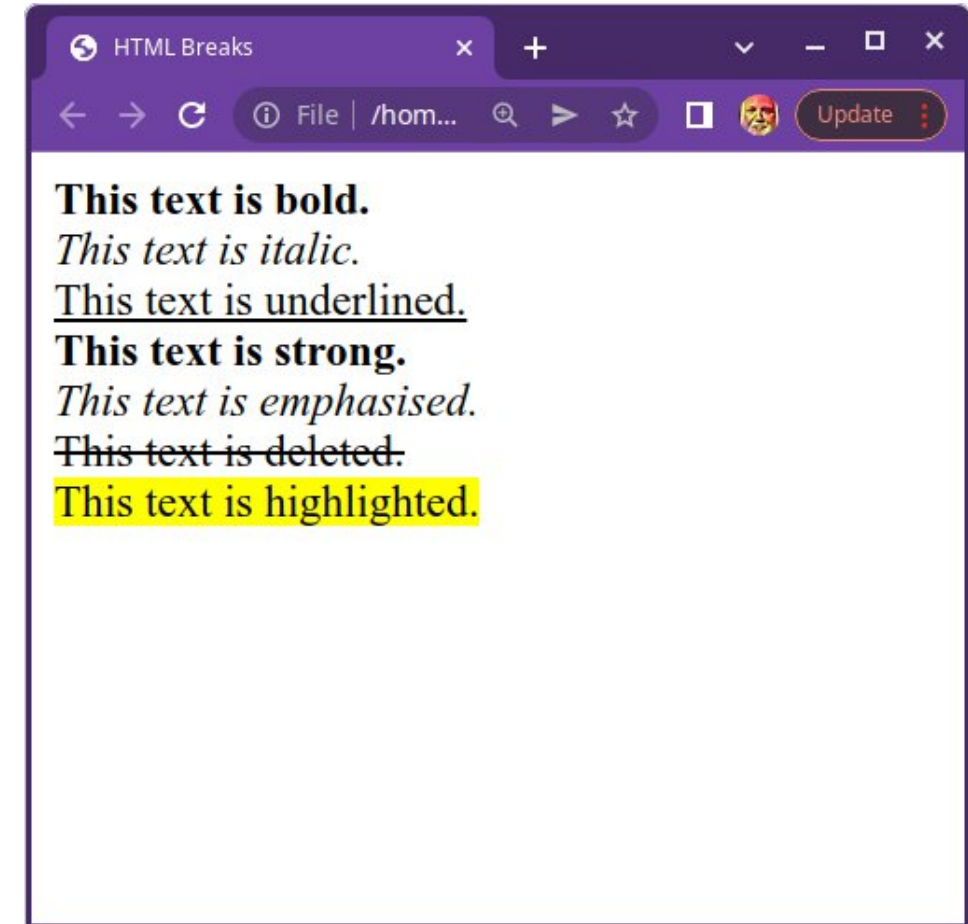 HTML Breaks
File /hom... Update
This text is bold.
This text is italic.
This text is underlined.
This text is strong.
This text is emphasised.
This text is deleted.
This text is highlighted.